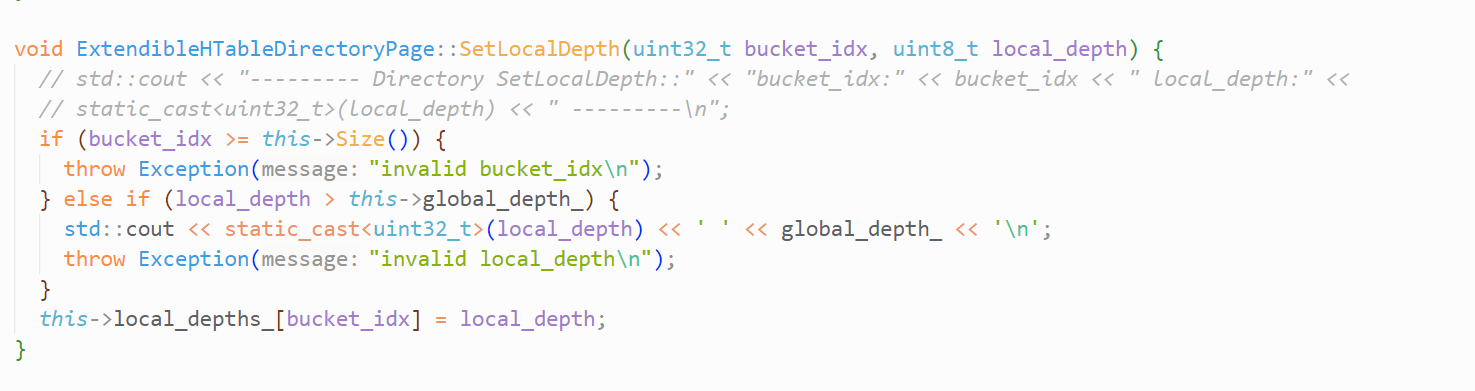 void ExtendibleHTableDirectoryPage::SetLocalDepth(uint32_t bucket_idx, uint8_t local_depth) {
  // std::cout << "--------- Directory SetLocalDepth::" << "bucket_idx:" << bucket_idx << " local_depth:" <<
  // static_cast<uint32_t>(local_depth) << " ---------\n";
  if (bucket_idx >= this->Size()) {
    throw Exception(message: "invalid bucket_idx\n");
  } else if (local_depth > this->global_depth_) {
    std::cout << static_cast<uint32_t>(local_depth) << ' ' << global_depth_ << '\n';
    throw Exception(message: "invalid local_depth\n");
  }
  this->local_depths_[bucket_idx] = local_depth;
}